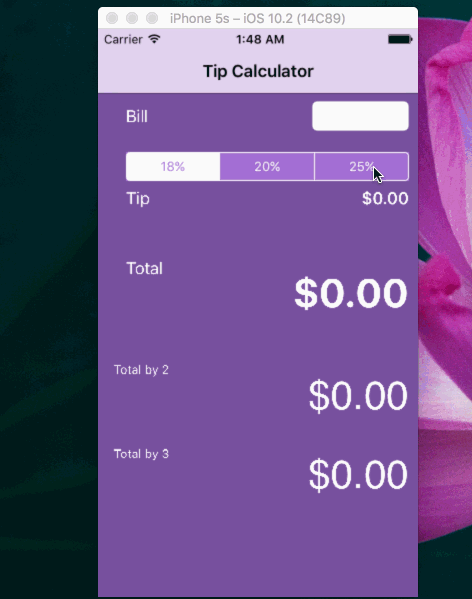 iPhone 5s – iOS 10.2 (14C89)
Carrier 1:48 AM
Tip Calculator
Bill
18% 20% 25%
Tip $0.00
Total
$0.00
Total by 2
$0.00
Total by 3
$0.00